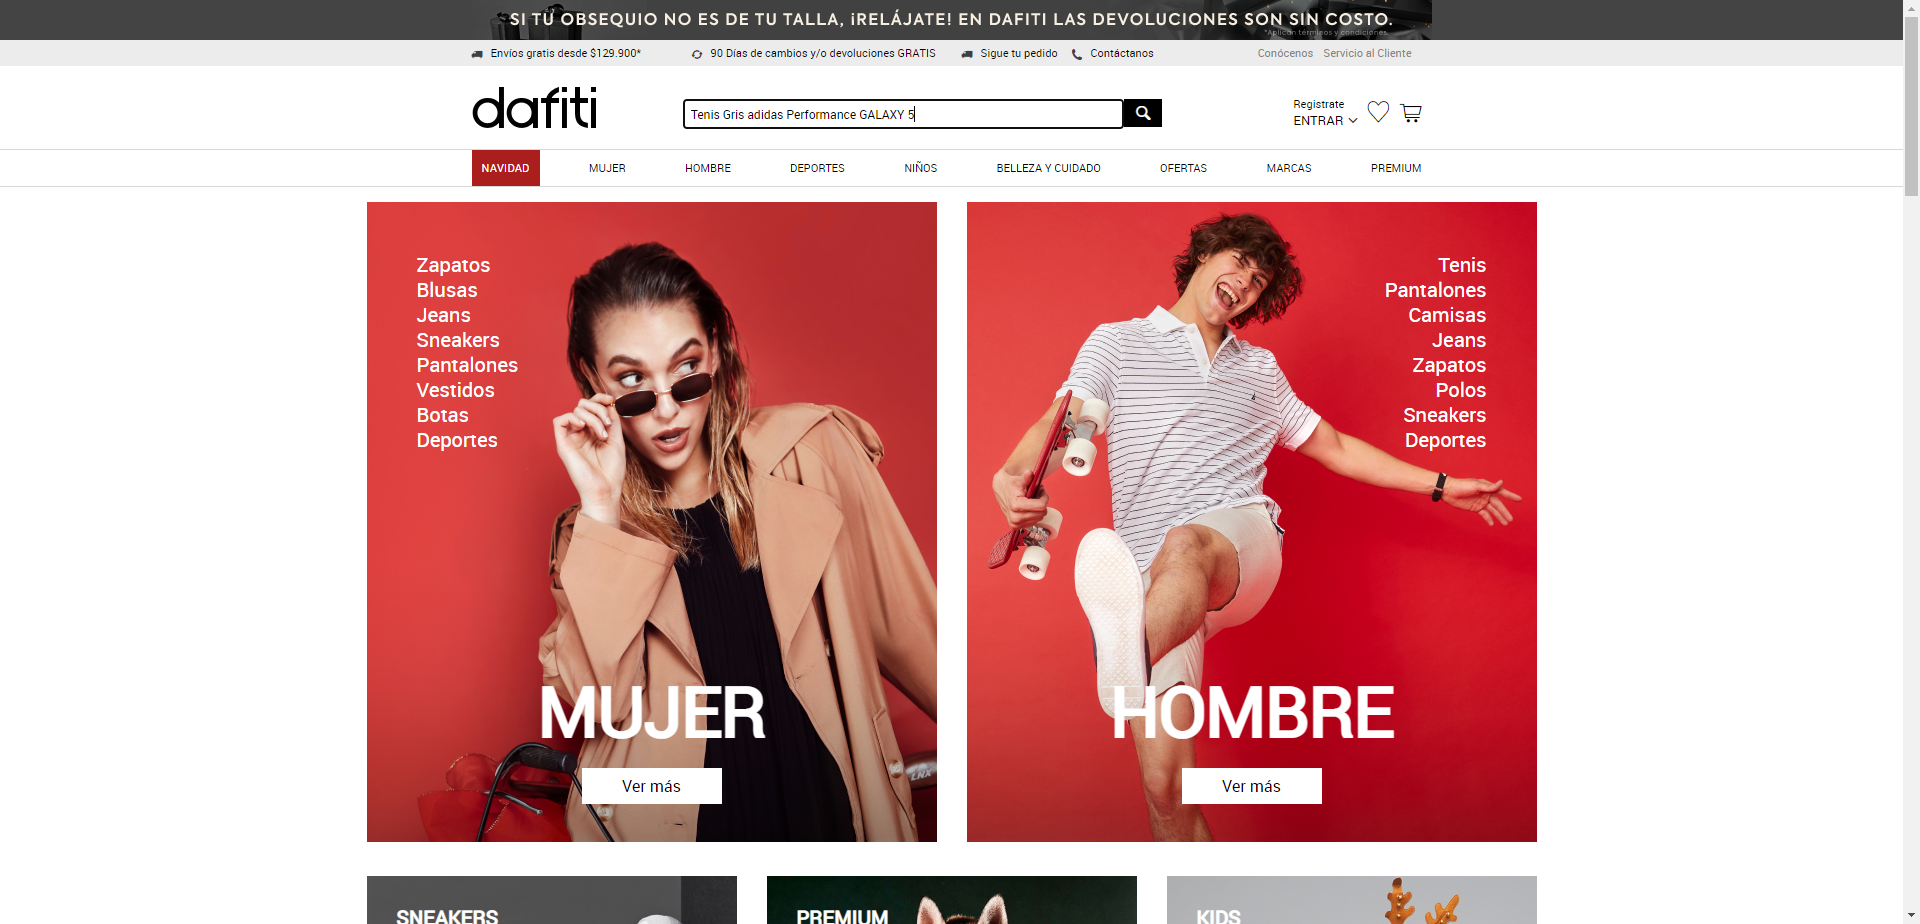 SI TU OBSEQUIO NO ES DE TU TALLA, ¡RELÁJATE! EN DAFITI LAS DEVOLUCIONES SON SIN COSTO.
*Aplican términos y condiciones.
Envíos gratis desde $129.900*
90 Días de cambios y/o devoluciones GRATIS
Sigue tu pedido
Contáctanos
Conócenos
Servicio al Cliente
dafiti
Tenis Gris adidas Performance GALAXY 5
Registrate
ENTRAR
NAVIDAD
MUJER
HOMBRE
DEPORTES
NIÑOS
BELLEZA Y CUIDADO
OFERTAS
MARCAS
PREMIUM
Zapatos
Blusas
Jeans
Sneakers
Pantalones
Vestidos
Botas
Deportes
MUJER
Ver más
Tenis
Pantalones
Camisas
Jeans
Zapatos
Polos
Sneakers
Deportes
HOMBRE
Ver más
SNEAKERS
PREMIUM
KIDS